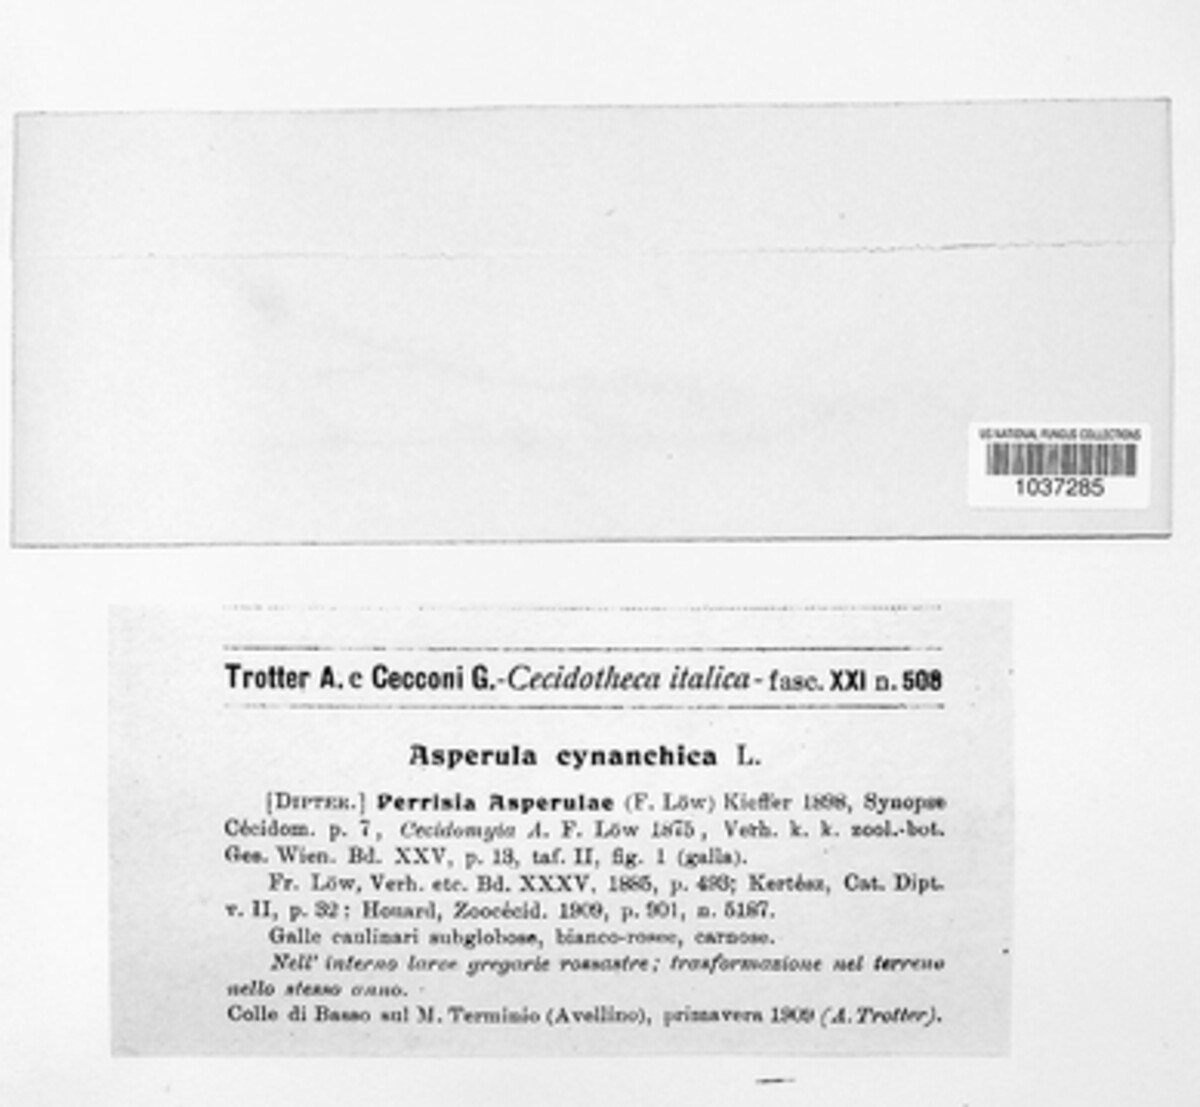 US NATIONAL FUNGUS COLLECTIONS
1037285
Trotter A. e Cecconi G.-Cecidotheca italica- fasc. XXI n. 508
Asperula cynanchica L.
[DIPTER.] Perrisia Asperulae (F. Löw) Kieffer 1898, Synopse
Cécidom. p. 7, Cecidomyia A. F. Löw 1875, Verh. k. k. zool.-bot.
Ges. Wien. Bd. XXV, p. 13, taf. II, fig. 1 (galla).
Fr. Löw, Verh. etc. Bd. XXXV. 1885, p. 493; Kertész, Cat. Dipt.
v. II, p. 32; Houard, Zoocécid. 1909, p. 901, n. 5187.
Galle caulinari subglobose, bianco-rosee, carnose.
Nell' interno larve gregarie rossastre; trasformazione nel terreno
nello stesso anno.
Colle di Basso sul M. Terminio (Avellino), primavera 1909 (A. Trotter).